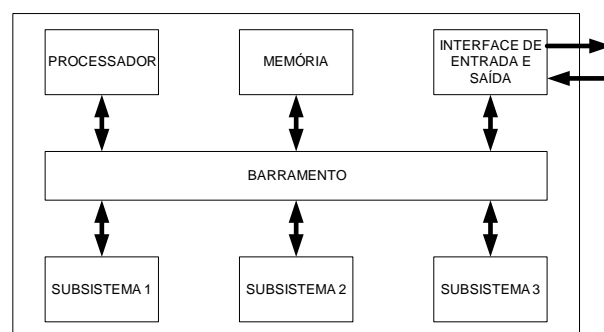 PROCESSADOR
MEMÓRIA
INTERFACE DE
ENTRADA E
SAÍDA
BARRAMENTO
SUBSISTEMA 1
SUBSISTEMA 2
SUBSISTEMA 3